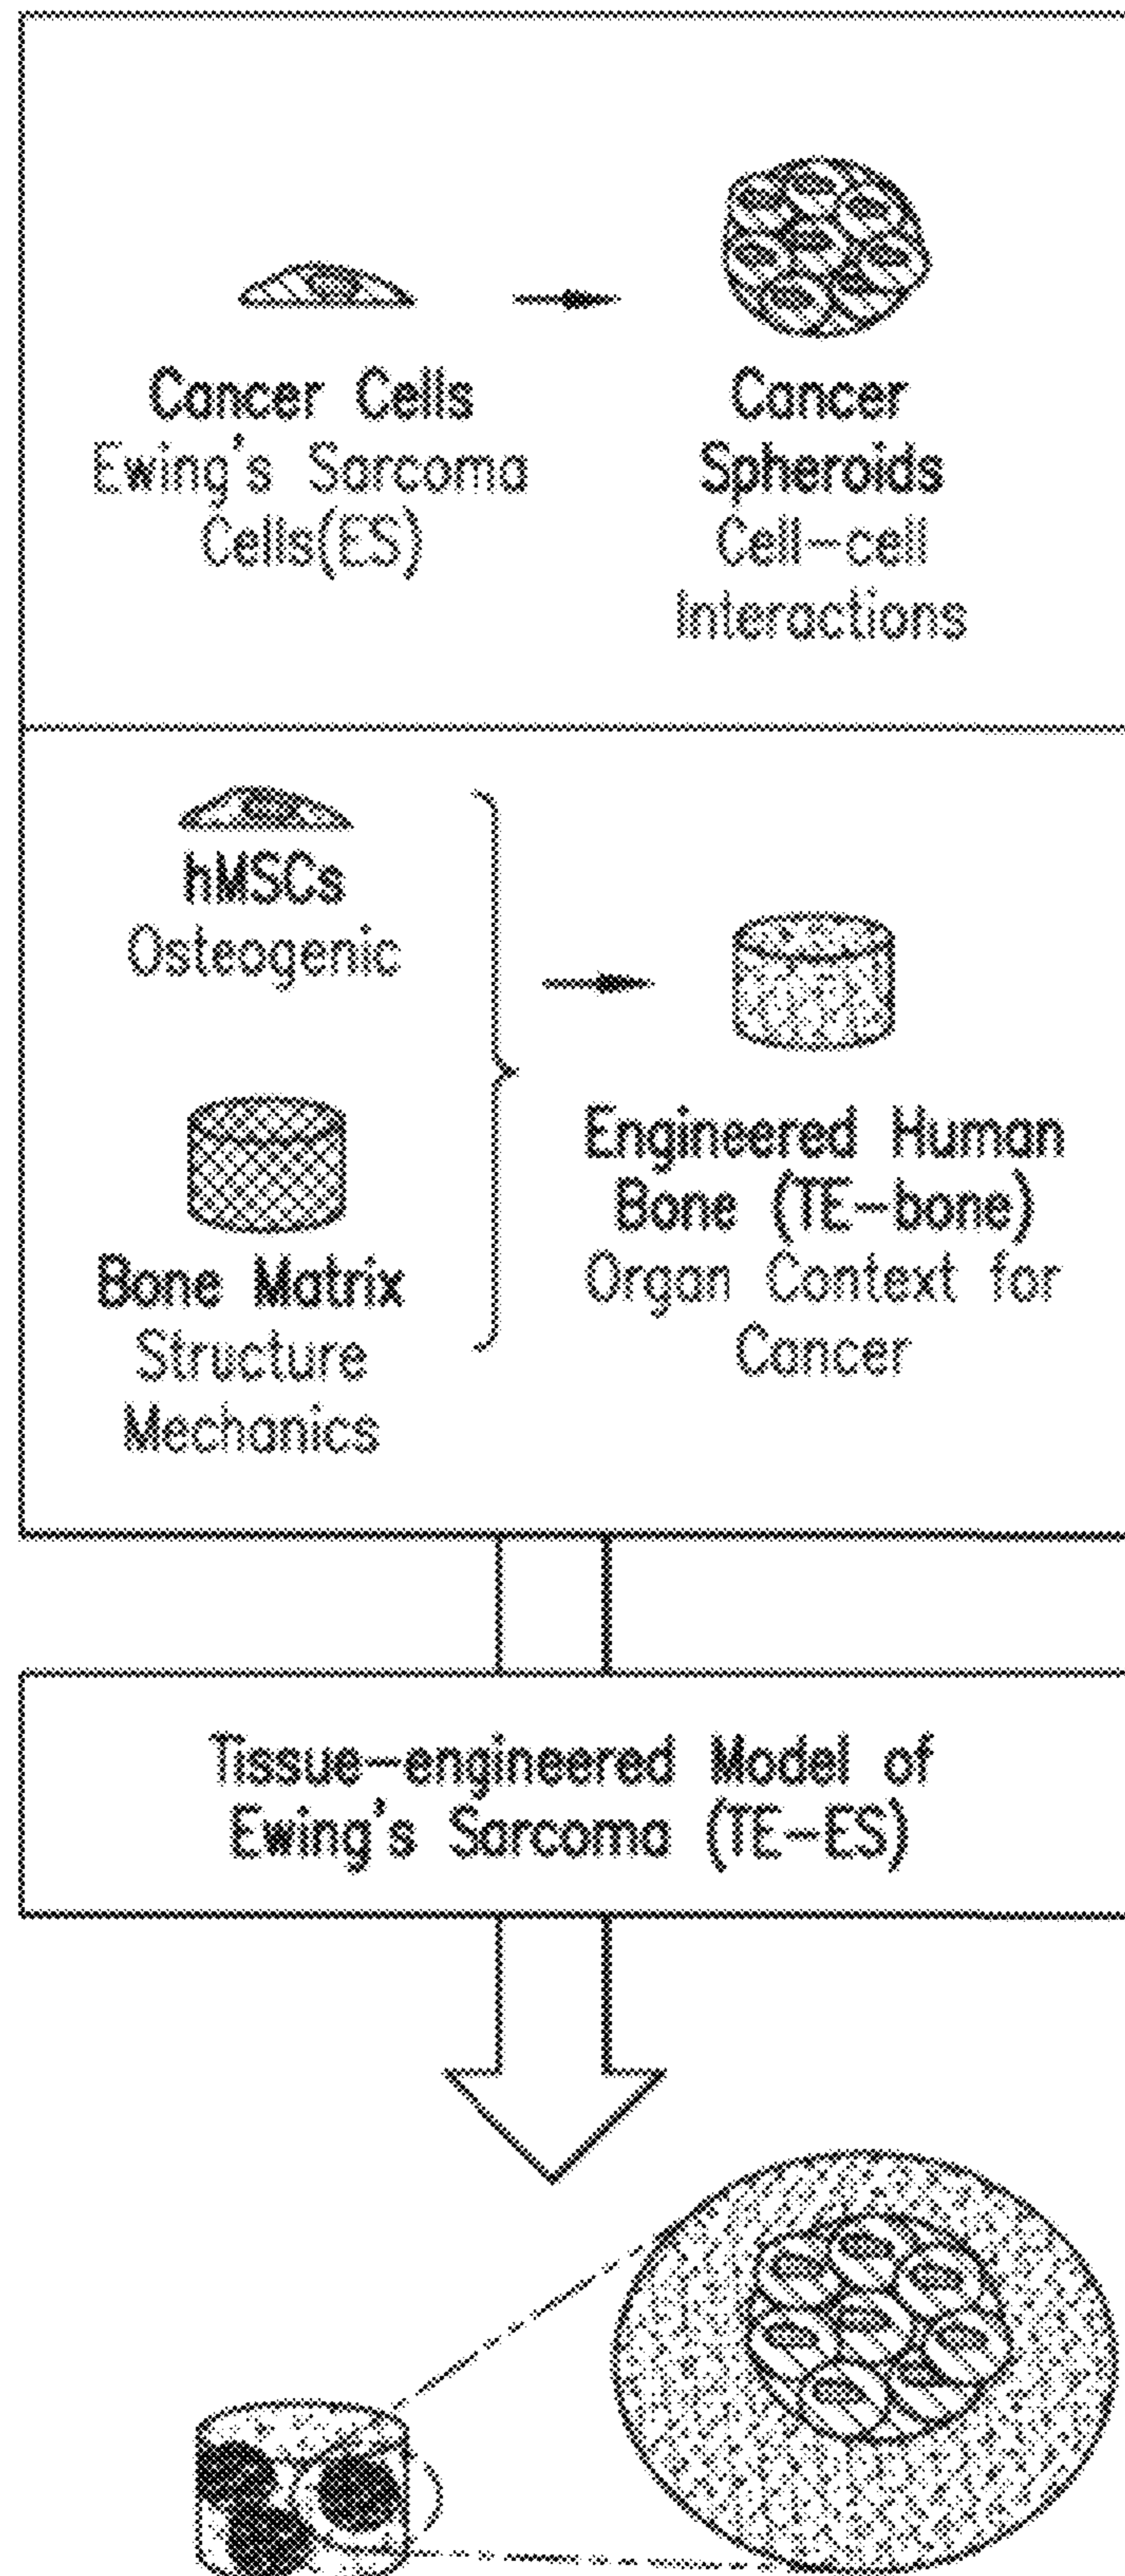 Cancer Cells
Ewing's Sarcoma
Cells(ES)
Cancer
Spheroids
Cell-cell
Interactions
hMSCs
Osteogenic
Bone Matrix
Structure
Mechanics
Engineered Human
Bone (TE-bone)
Organ Context for
Cancer
Tissue-engineered Model of
Ewing's Sarcoma (TE-ES)